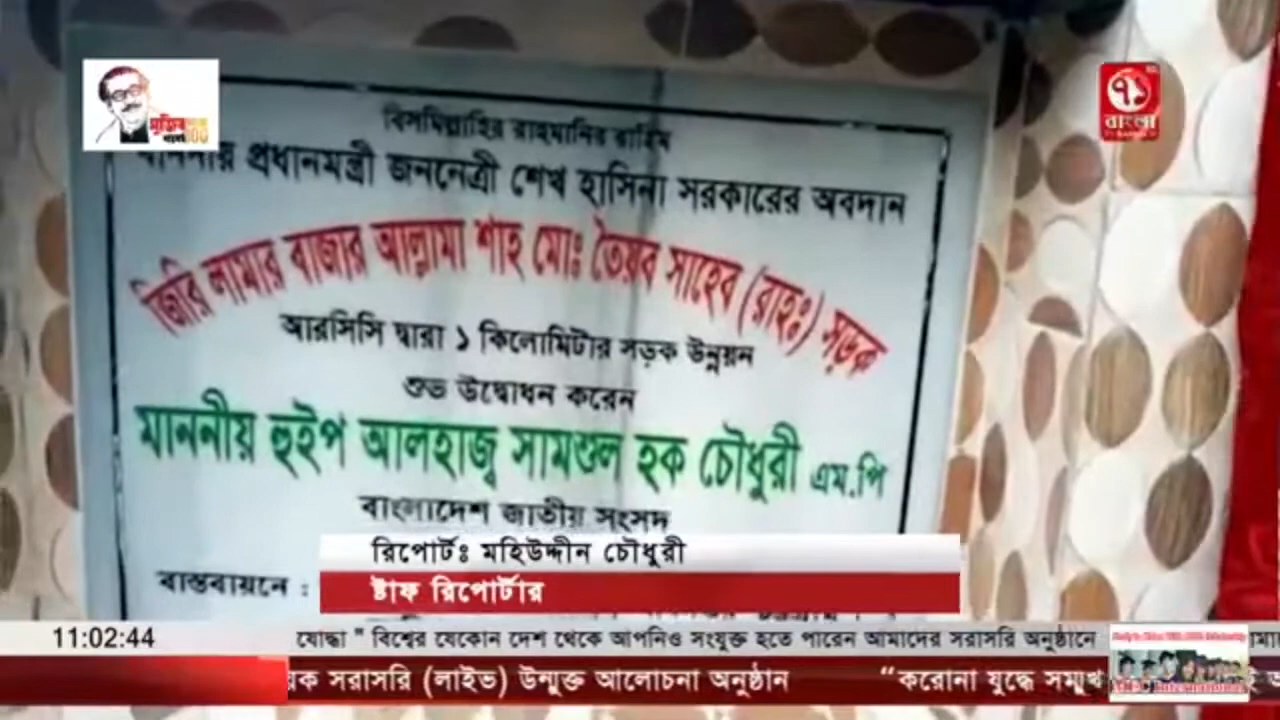 বিসমিল্লাহির রাহমানির রাহিম
মাননীয় প্রধানমন্ত্রী জননেত্রী শেখ হাসিনা সরকারের অবদান
জিরি লামার বাজার আল্লামা শাহ মোঃ তৈয়ব সাহেব (রাহঃ) সড়ক
আরসিসি দ্বারা ১ কিলোমিটার সড়ক উন্নয়ন
শুভ উদ্বোধন করেন
মাননীয় হুইপ আলহাজ্ব সামশুল হক চৌধুরী এম.পি
বাংলাদেশ জাতীয় সংসদ
বাস্তবায়নে :
৭১
বাংলা
রিপোর্টঃ মহিউদ্দীন চৌধুরী
ষ্টাফ রিপোর্টার
11:02:44
যোদ্ধা " বিশ্বের যেকোন দেশ থেকে আপনিও সংযুক্ত হতে পারেন আমাদের সরাসরি অনুষ্ঠানে
য়ক সরাসরি (লাইভ) উন্মুক্ত আলোচনা অনুষ্ঠান “করোনা যুদ্ধে সম্মুখ